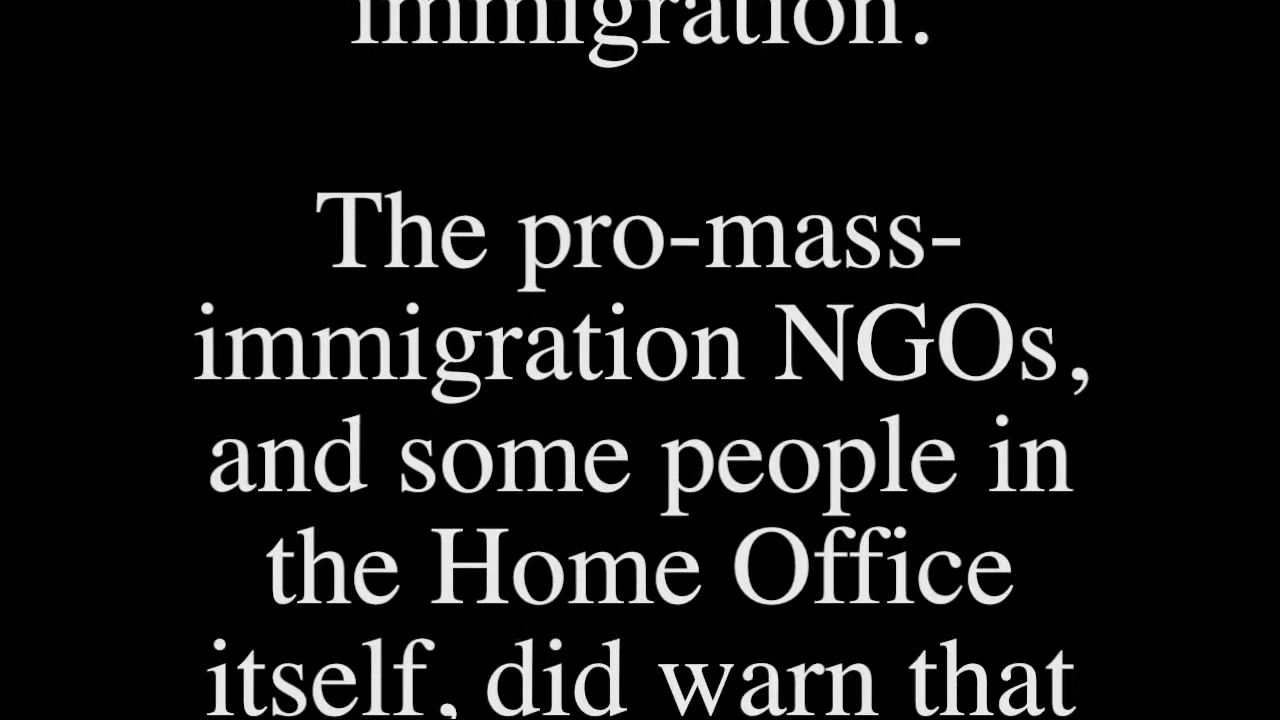 immigration.
The pro-mass-
immigration NGOs,
and some people in
the Home Office
itself, did warn that